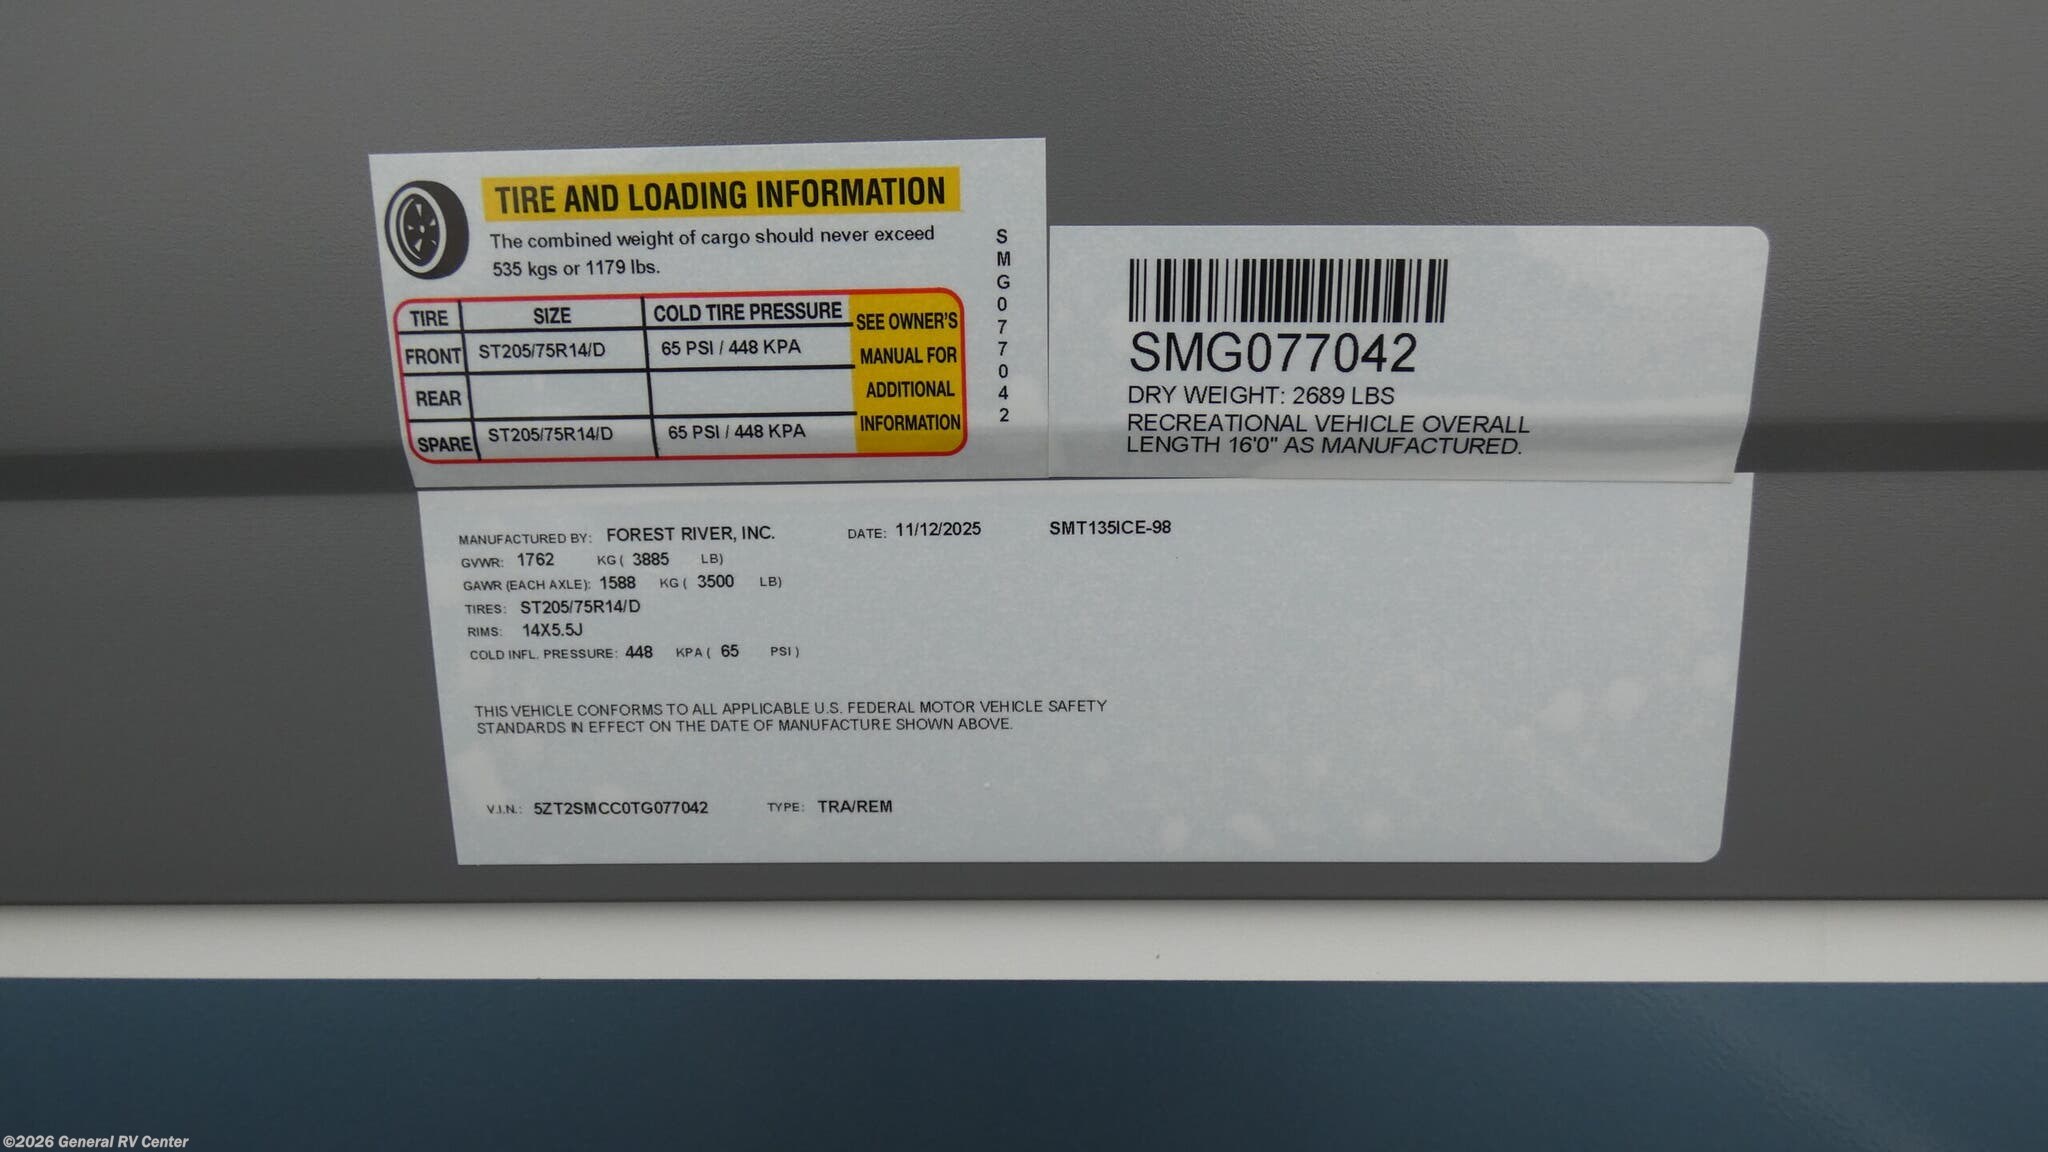 TIRE AND LOADING INFORMATION
The combined weight of cargo should never exceed
535 kgs or 1179 lbs.
TIRE SIZE COLD TIRE PRESSURE
FRONT ST205/75R14/D 65 PSI / 448 KPA
REAR
SPARE ST205/75R14/D 65 PSI / 448 KPA
SEE OWNER'S
MANUAL FOR
ADDITIONAL
INFORMATION
SMG077042
SMG077042
DRY WEIGHT: 2689 LBS
RECREATIONAL VEHICLE OVERALL
LENGTH 16'0" AS MANUFACTURED.
MANUFACTURED BY: FOREST RIVER, INC. DATE: 11/12/2025 SMT135ICE-98
GVWR: 1762 KG ( 3885 LB)
GAWR (EACH AXLE): 1588 KG ( 3500 LB)
TIRES: ST205/75R14/D
RIMS: 14X5.5J
COLD INFL. PRESSURE: 448 KPA ( 65 PSI )
THIS VEHICLE CONFORMS TO ALL APPLICABLE U.S. FEDERAL MOTOR VEHICLE SAFETY
STANDARDS IN EFFECT ON THE DATE OF MANUFACTURE SHOWN ABOVE.
V.I.N.: 5ZT2SMCC0TG077042 TYPE: TRA/REM
©2026 General RV Center